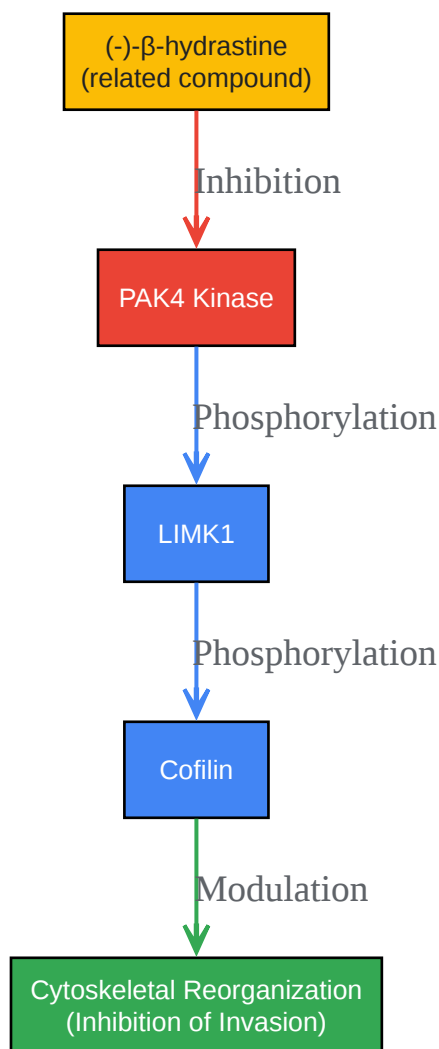 (-)-β-hydrastine
(related compound)
Inhibition
PAK4 Kinase
Phosphorylation
LIMK1
Phosphorylation
Cofilin
Modulation
Cytoskeletal Reorganization
(Inhibition of Invasion)